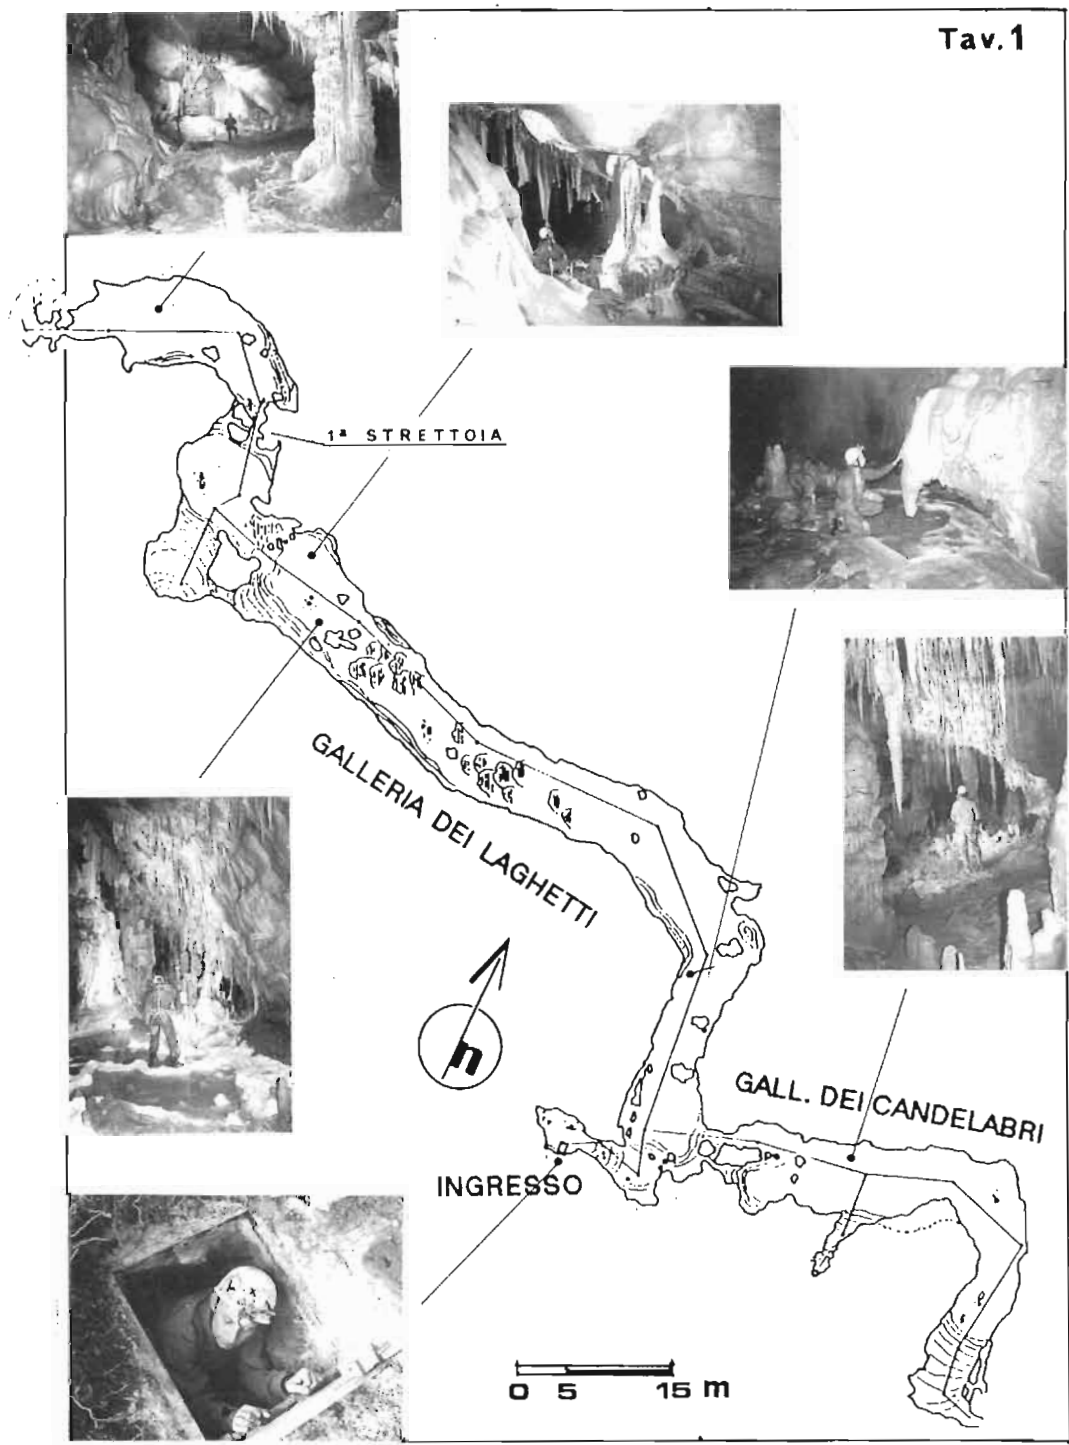 Tav.1
1ª STRETTOIA
GALLERIA DEI LAGHETTI
n
GALL. DEI CANDELABRI
INGRESSO
0 5 15 m